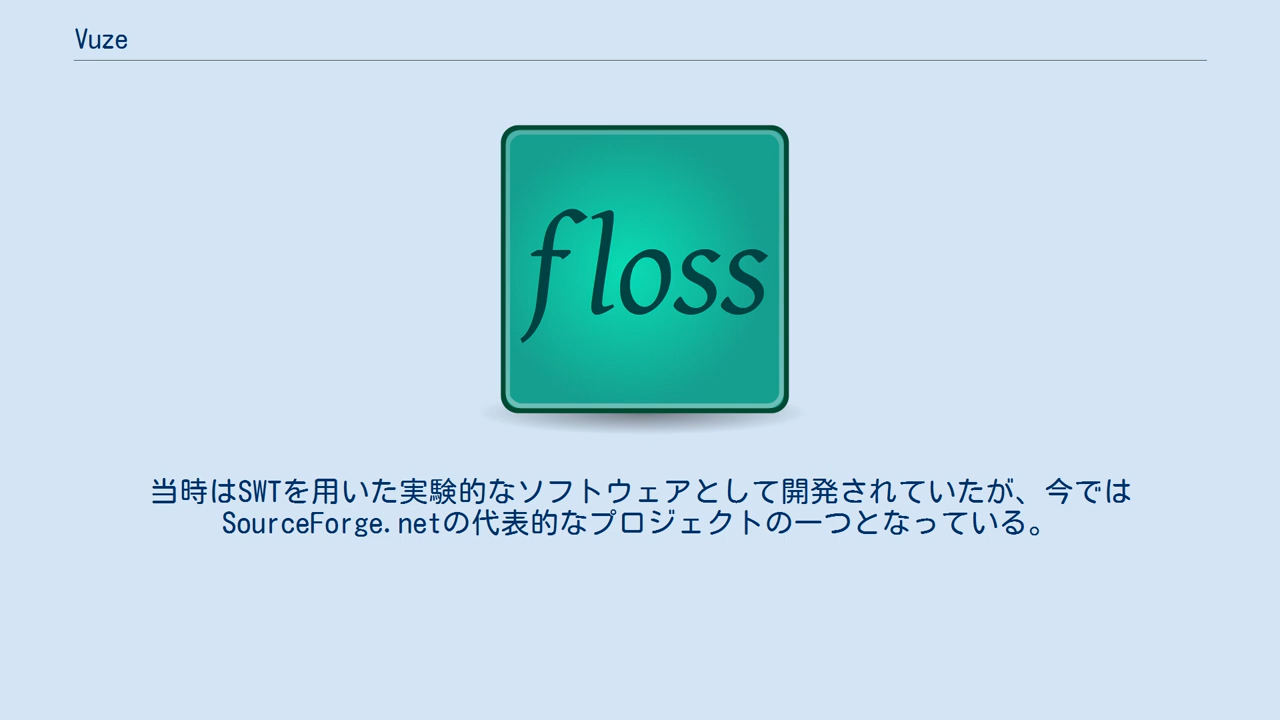 Vuze
floss
当時はSWTを用いた実験的なソフトウェアとして開発されていたが、今では
SourceForge.netの代表的なプロジェクトの一つとなっている。